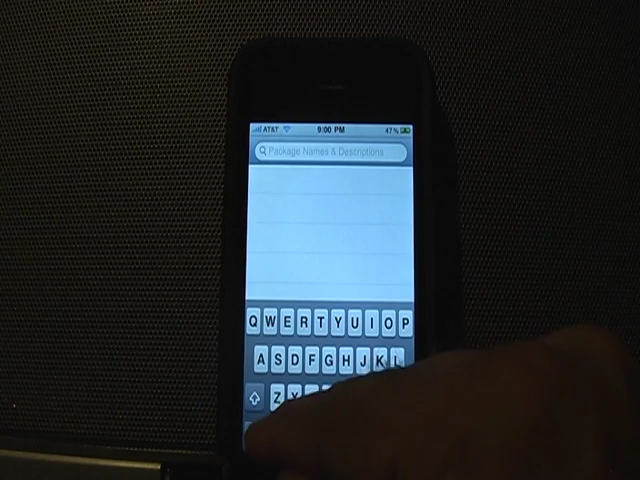 AT&T 9:00 PM 47%
Package Names & Descriptions
Q W E R T Y U I O P
A S D F G H J K L
Z X